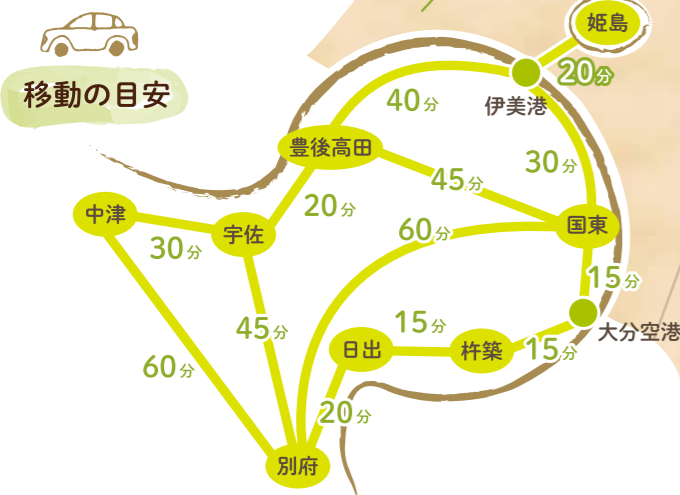 移動の目安
姫島
20分
伊美港
40分
豊後高田
30分
45分
20分
中津
宇佐
国東
60分
30分
15分
大分空港
45分
15分
日出
杵築
15分
60分
20分
別府